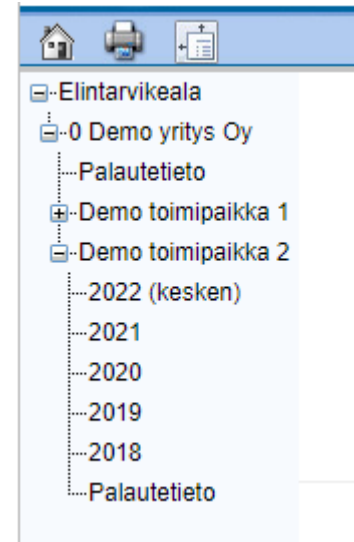 Elintarvikeala
0 Demo yritys Oy
Palautetieto
Demo toimipaikka 1
Demo toimipaikka 2
2022 (kesken)
2021
2020
2019
2018
Palautetieto